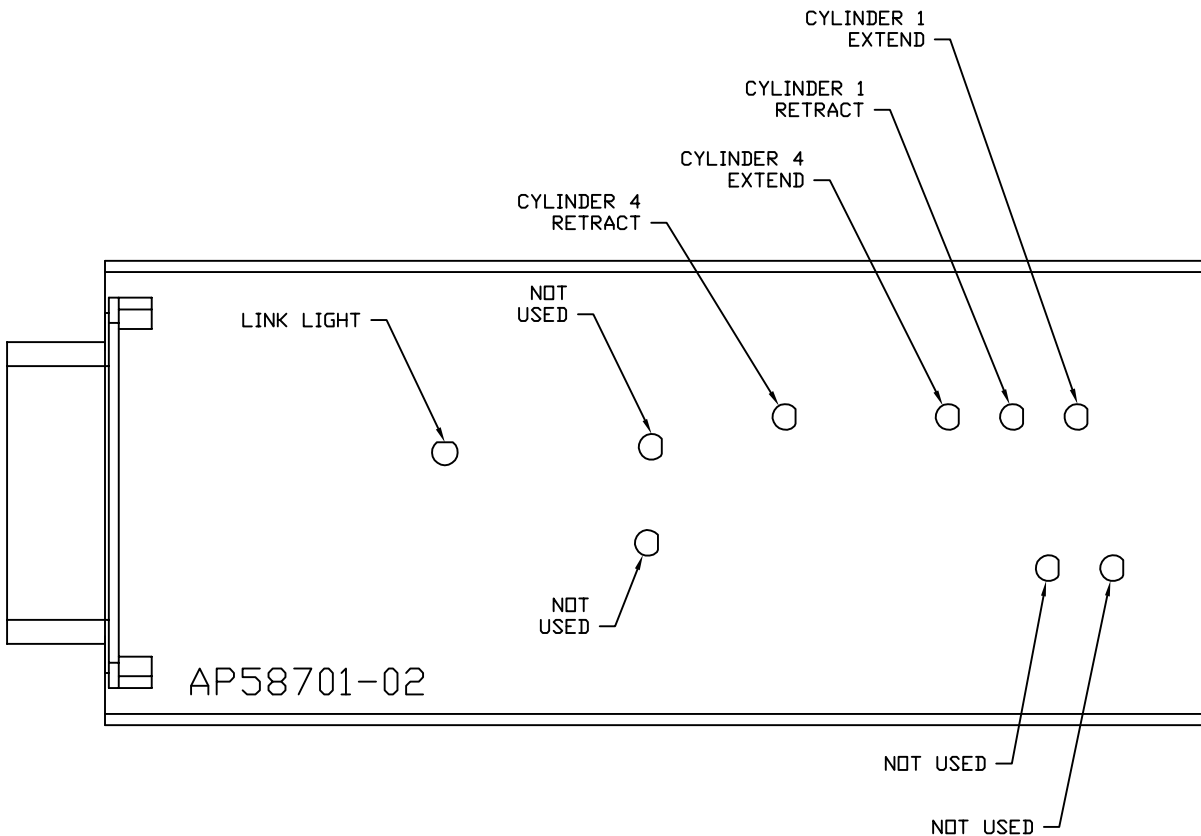 CYLINDER 1
EXTEND
CYLINDER 1
RETRACT
CYLINDER 4
EXTEND
CYLINDER 4
RETRACT
NOT
USED
LINK LIGHT
NOT
USED
AP58701-02
NOT USED
NOT USED